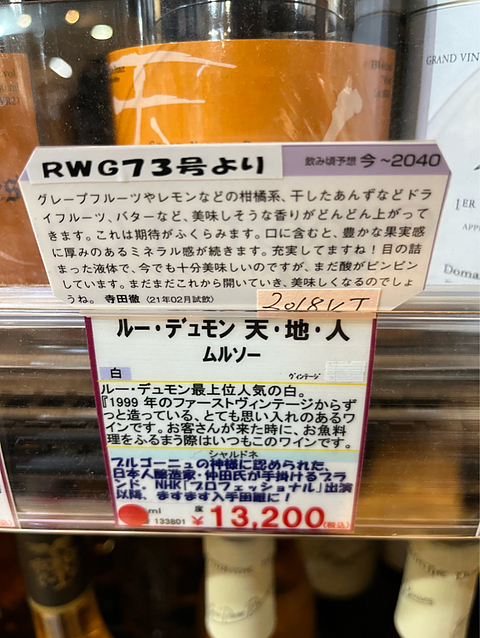 天
GRAND VIN
1ER
APP
Doma
RWG73号より
飲み頃予想 今~2040
グレープフルーツやレモンなどの柑橘系、干したあんずなどドラ
イフルーツ、バターなど、美味しそうな香りがどんどん上がって
きます。これは期待がふくらみます。口に含むと、豊かな果実感
に厚みのあるミネラル感が続きます。充実してますね！目の詰
まった液体で、今でも十分美味しいのですが、まだ酸がピンピン
しています。まだまだこれから開いていき、美味しくなるのでしょ
うね。 寺田徹 (21年02月試飲)
2018VT
ルー・デュモン 天・地・人
ムルソー
白
ヴィンテージ
ルー・デュモン最上位人気の白。
『1999 年のファーストヴィンテージからず
っと造っている、とても思い入れのあるワ
インです。お客さんが来た時に、お魚料
理をふるまう際はいつもこのワインです。
シャルドネ
ブルゴーニュの神様に認められた、
日本人醸造家・仲田氏が手掛けるブラ
ンド、NHK「プロフェッショナル」出演
以降、ますます入手困難に！
ml
度
133801
¥13,200(税込)